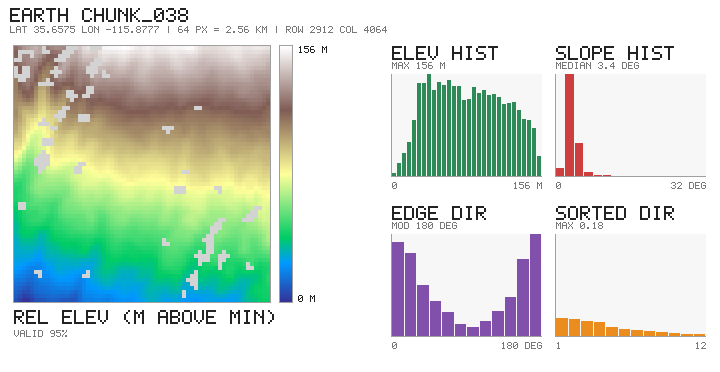 EARTH CHUNK_038
LAT 35.6575 LON -115.8777 | 64 PX = 2.56 KM | ROW 2912 COL 4064
156 M
0 M
REL ELEV (M ABOVE MIN)
VALID 95%
ELEV HIST
MAX 156 M
0 156 M
SLOPE HIST
MEDIAN 3.4 DEG
0 32 DEG
EDGE DIR
MOD 180 DEG
0 180 DEG
SORTED DIR
MAX 0.18
1 12